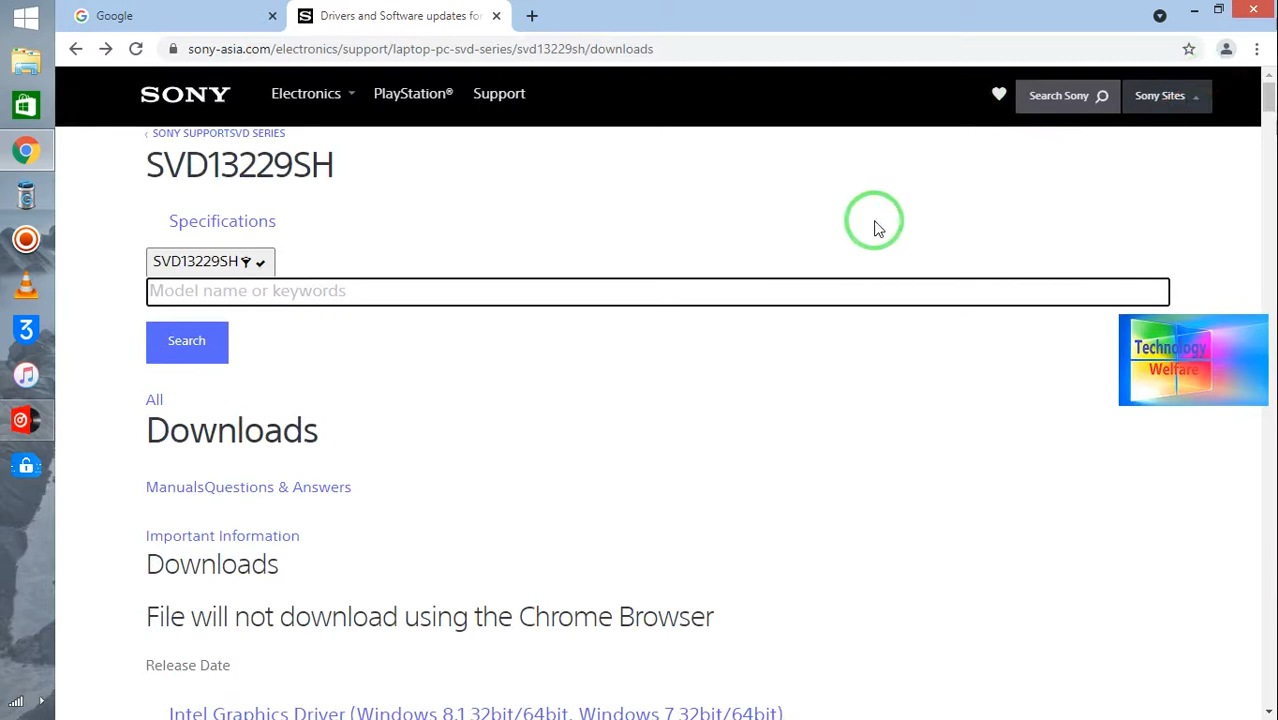 Google
Drivers and Software updates for
sony-asia.com/electronics/support/laptop-pc-svd-series/svd13229sh/downloads
SONY
Electronics
PlayStation®
Support
Search Sony
Sony Sites
SONY SUPPORTSVD SERIES
SVD13229SH
Specifications
SVD13229SH
Model name or keywords
Search
Technology
Welfare
All
Downloads
ManualsQuestions & Answers
Important Information
Downloads
File will not download using the Chrome Browser
Release Date
Intel Graphics Driver (Windows 8.1 32bit/64bit, Windows 7 32bit/64bit)